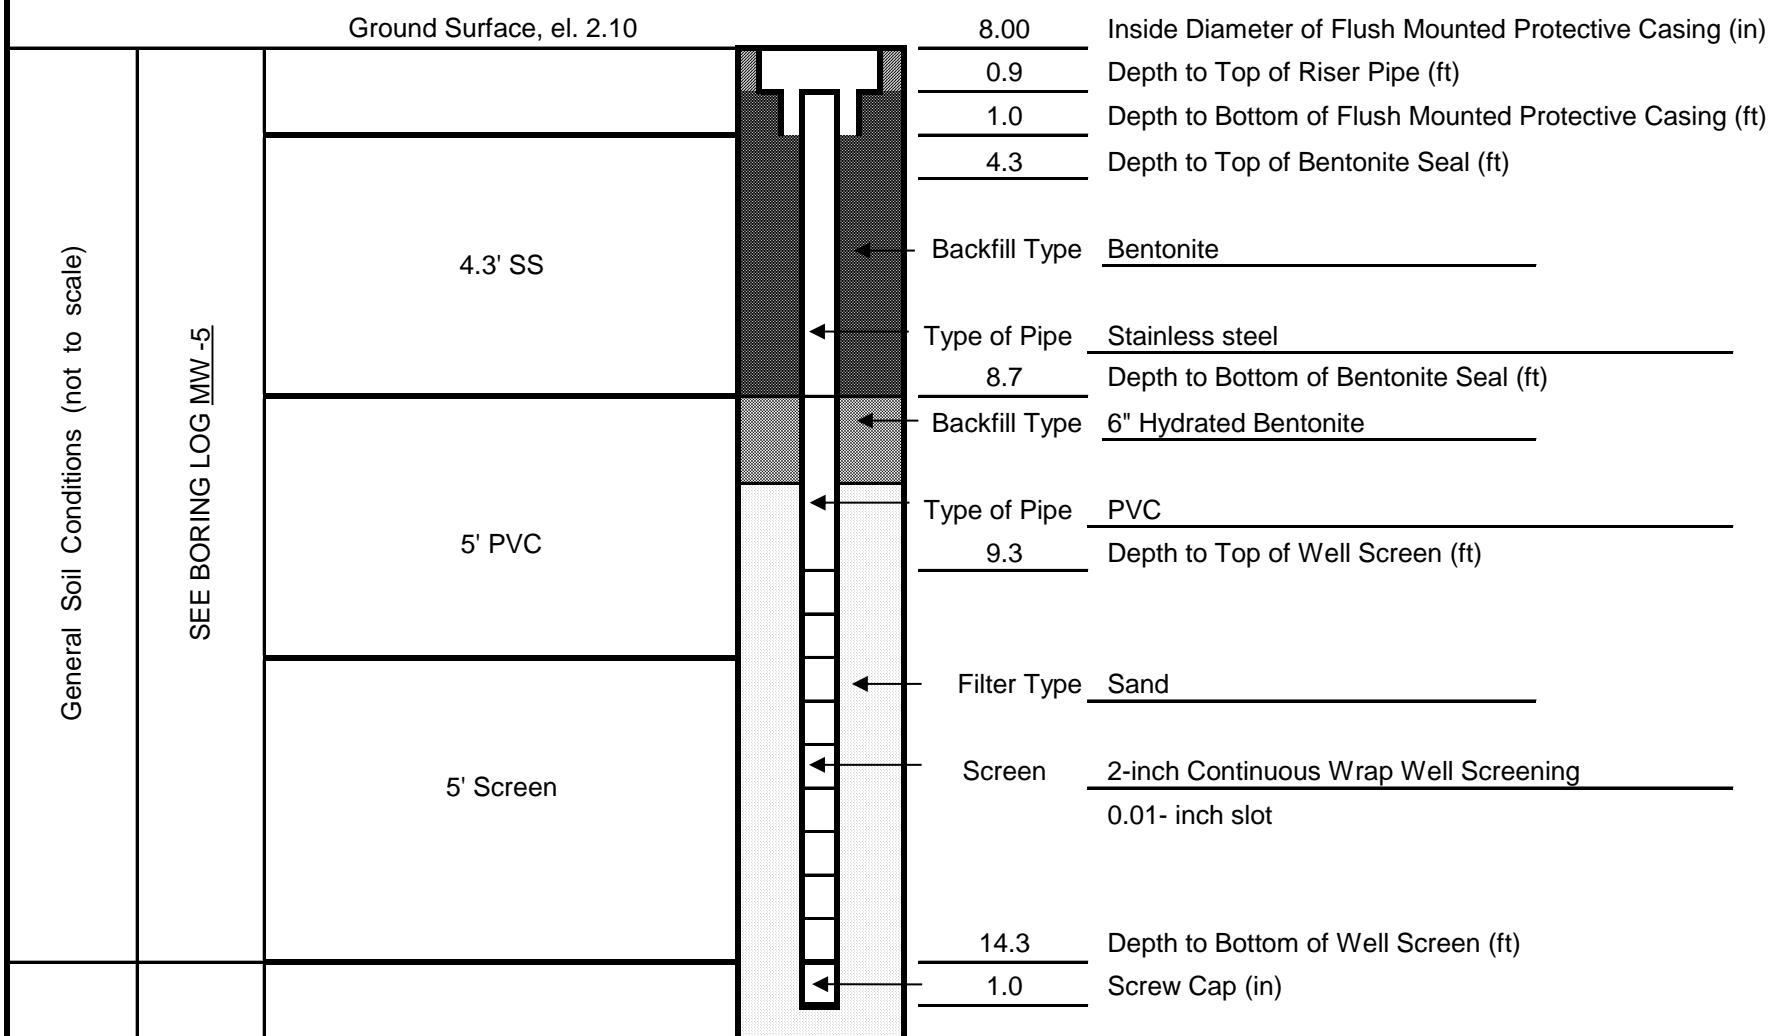 Ground Surface, el. 2.10
8.00 Inside Diameter of Flush Mounted Protective Casing (in)
0.9 Depth to Top of Riser Pipe (ft)
1.0 Depth to Bottom of Flush Mounted Protective Casing (ft)
4.3 Depth to Top of Bentonite Seal (ft)
General Soil Conditions (not to scale)
SEE BORING LOG MW -5
4.3' SS
5' PVC
5' Screen
Backfill Type Bentonite
Type of Pipe Stainless steel
8.7 Depth to Bottom of Bentonite Seal (ft)
Backfill Type 6" Hydrated Bentonite
Type of Pipe PVC
9.3 Depth to Top of Well Screen (ft)
Filter Type Sand
Screen 2-inch Continuous Wrap Well Screening
0.01- inch slot
14.3 Depth to Bottom of Well Screen (ft)
1.0 Screw Cap (in)